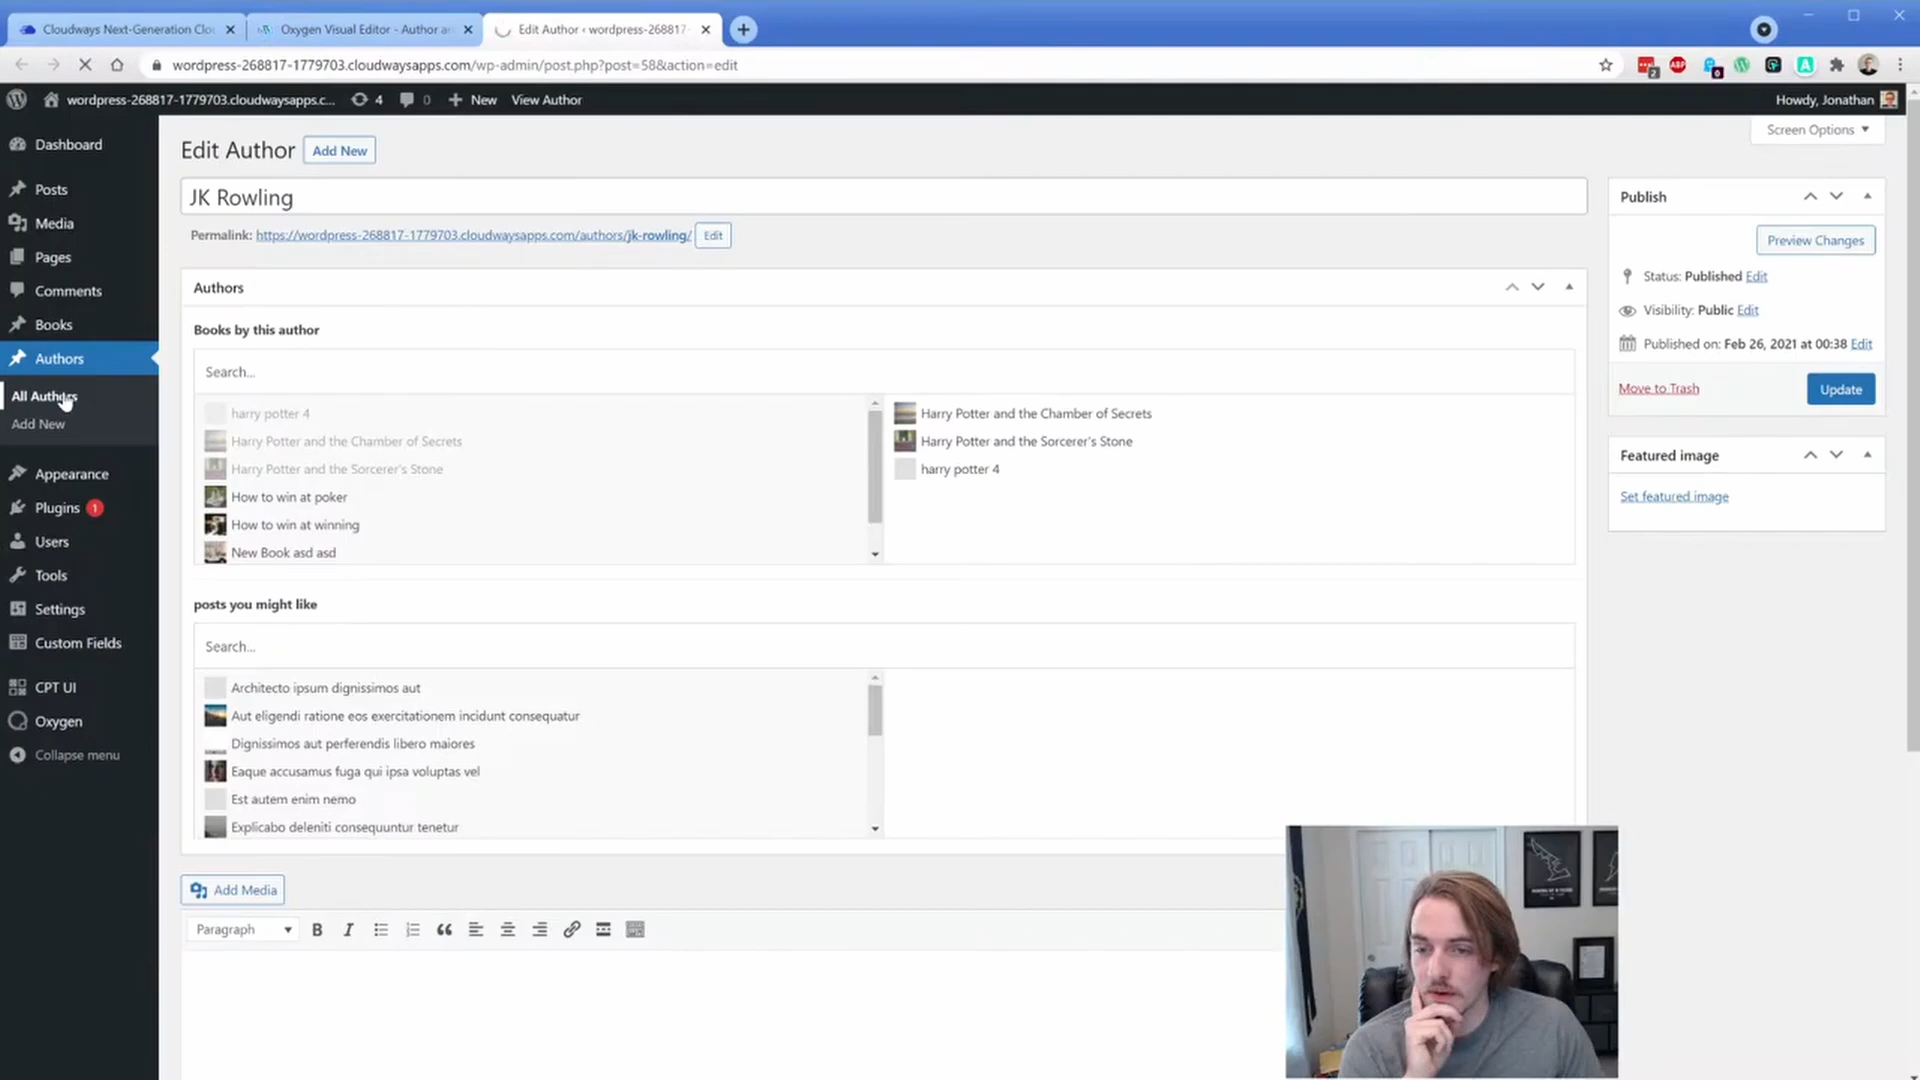 Cloudways Next-Generation Clo
Oxygen Visual Editor - Author a
Edit Author ‹ wordpress-268817-
wordpress-268817-1779703.cloudwaysapps.com/wp-admin/post.php?post=58&action=edit
wordpress-268817-1779703.cloudwaysapps.c...
4
0
New
View Author
Howdy, Jonathan
Dashboard
Posts
Media
Pages
Comments
Books
Authors
All Authors
Add New
Appearance
Plugins 1
Users
Tools
Settings
Custom Fields
CPT UI
Oxygen
Collapse menu
Screen Options
Edit Author
Add New
JK Rowling
Permalink: https://wordpress-268817-1779703.cloudwaysapps.com/authors/jk-rowling/ Edit
Authors
Books by this author
Search...
harry potter 4
Harry Potter and the Chamber of Secrets
Harry Potter and the Sorcerer's Stone
How to win at poker
How to win at winning
New Book asd asd
Harry Potter and the Chamber of Secrets
Harry Potter and the Sorcerer's Stone
harry potter 4
posts you might like
Search...
Architecto ipsum dignissimos aut
Aut eligendi ratione eos exercitationem incidunt consequatur
Dignissimos aut perferendis libero maiores
Eaque accusamus fuga qui ipsa voluptas vel
Est autem enim nemo
Explicabo deleniti consequuntur tenetur
Add Media
Paragraph
B
I
Publish
Preview Changes
Status: Published Edit
Visibility: Public Edit
Published on: Feb 26, 2021 at 00:38 Edit
Move to Trash
Update
Featured image
Set featured image